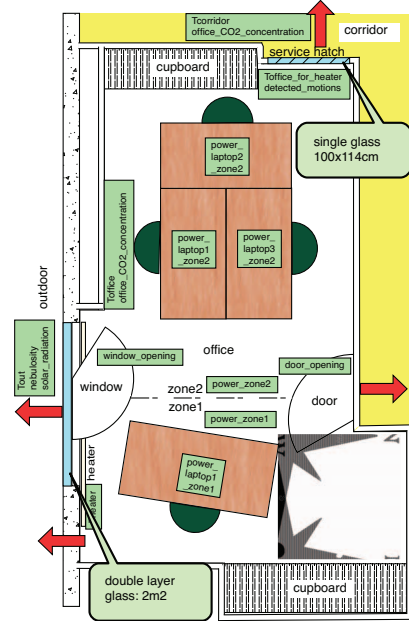 Tcorridor
office_CO2_concentration
corridor
service hatch
cupboard
Toffice_for_heater
detected_motions
single glass
100x114cm
power_
laptop2
_zone2
power_
laptop1
_zone2
power_
laptop3
_zone2
Toffice
office_CO2_concentration
outdoor
Tout
nebulosity
solar_radiation
window_opening
office
door_opening
window
zone2
power_zone2
zone1
power_zone1
door
heater
heater
power_
laptop1
_zone1
double layer
glass: 2m2
cupboard